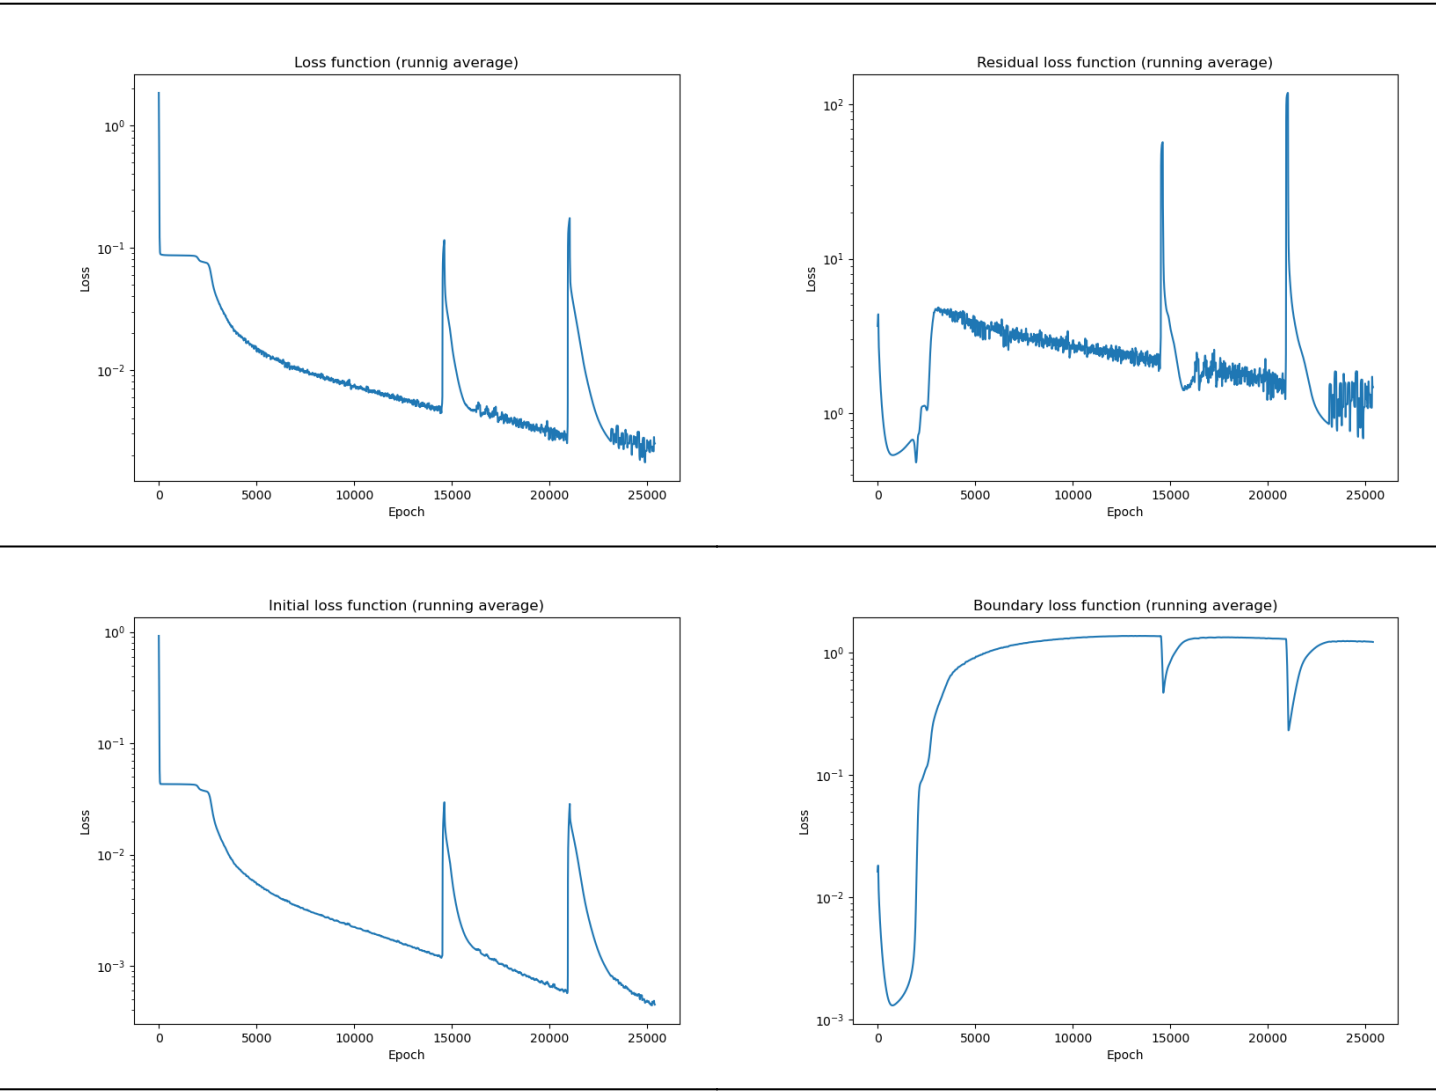 Loss function (runnig average)
Loss
10⁰
10⁻¹
10⁻²
0 5000 10000 15000 20000 25000
Epoch
Residual loss function (running average)
Loss
10²
10¹
10⁰
0 5000 10000 15000 20000 25000
Epoch
Initial loss function (running average)
Loss
10⁰
10⁻¹
10⁻²
10⁻³
0 5000 10000 15000 20000 25000
Epoch
Boundary loss function (running average)
Loss
10⁰
10⁻¹
10⁻²
10⁻³
0 5000 10000 15000 20000 25000
Epoch